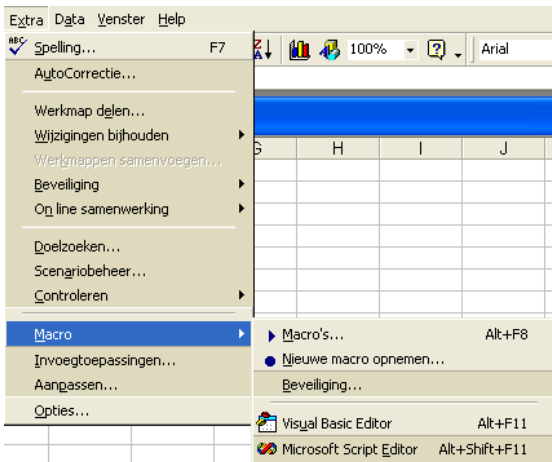 Extra Data Venster Help
ABC Spelling... F7
100% Arial
AutoCorrectie...
Werkmap delen...
Wijzigingen bijhouden
Werkmappen samenvoegen...
Beveiliging
On line samenwerking
G H I J
Doelzoeken...
Scenariobeheer...
Controleren
Macro
Macro's... Alt+F8
Invoegtoepassingen...
Nieuwe macro opnemen...
Aanpassen...
Beveiliging...
Opties...
Visual Basic Editor Alt+F11
Microsoft Script Editor Alt+Shift+F11